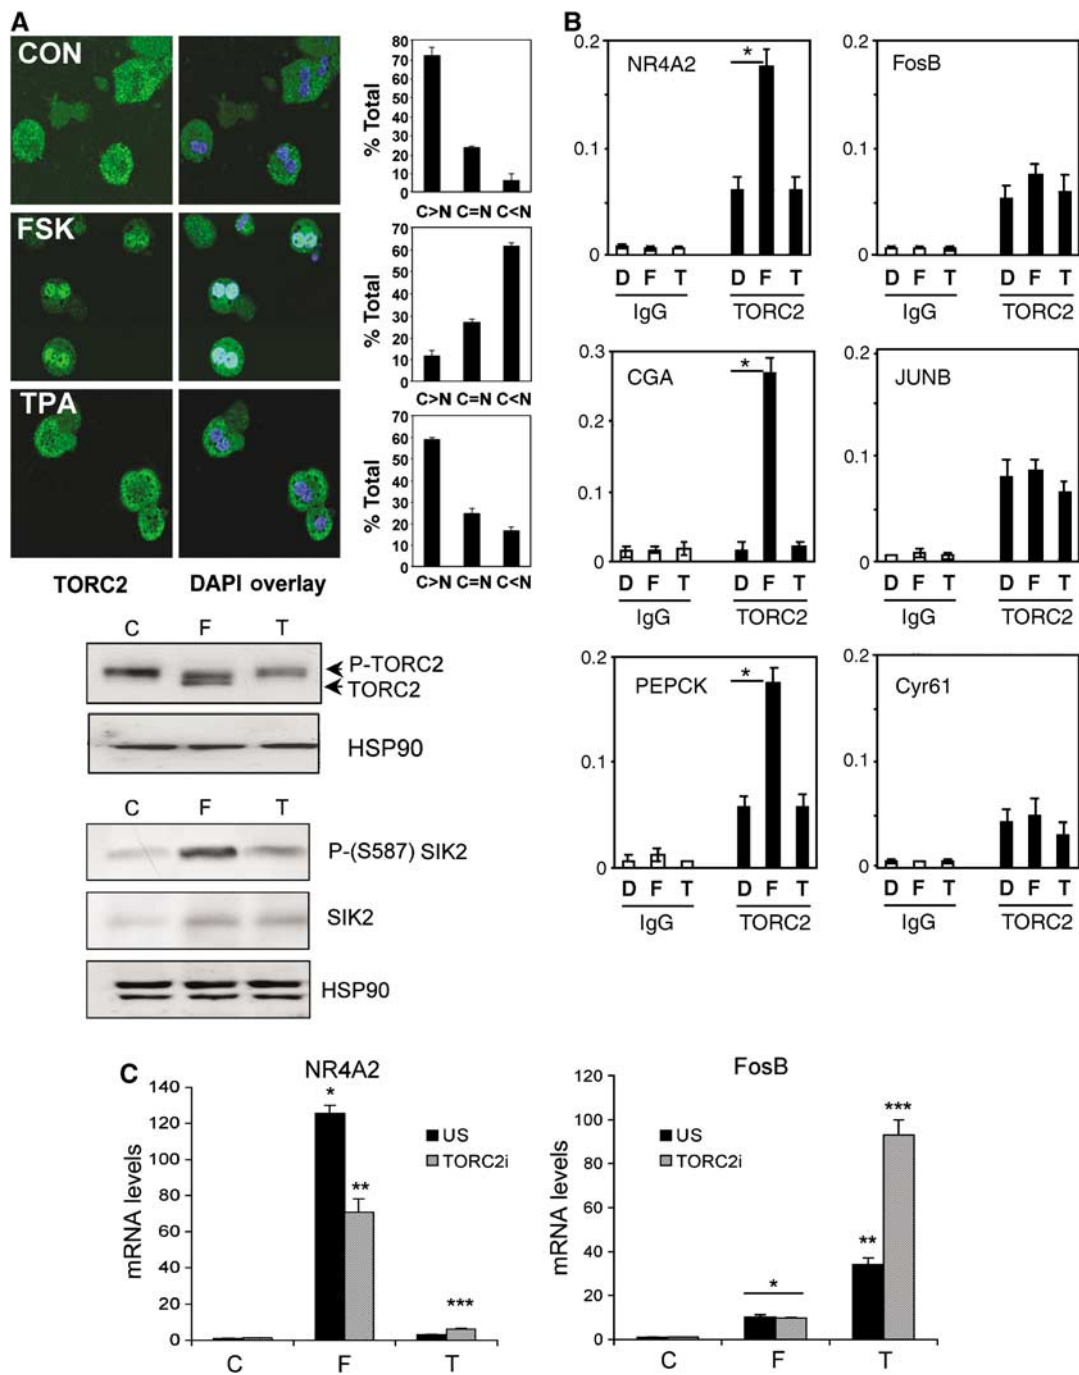 A
CON
FSK
TPA
TORC2 DAPI overlay
80
70
60
50
40
30
20
10
0
% Total
C>N C=N C<N
70
60
50
40
30
20
10
0
% Total
C>N C=N C<N
70
60
50
40
30
20
10
0
% Total
C>N C=N C<N
C F T
P-TORC2
TORC2
HSP90
C F T
P-(S587) SIK2
SIK2
HSP90
B
0.2
0.1
0
NR4A2
*
D F T D F T
IgG TORC2
0.2
0.1
0
FosB
D F T D F T
IgG TORC2
0.3
0.2
0.1
0
CGA
*
D F T D F T
IgG TORC2
0.2
0.1
0
JUNB
D F T D F T
IgG TORC2
0.2
0.1
0
PEPCK
*
D F T D F T
IgG TORC2
0.2
0.1
0
Cyr61
D F T D F T
IgG TORC2
C
NR4A2
140
120
100
80
60
40
20
0
mRNA levels
*
**
***
US
TORC2i
C F T
FosB
120
100
80
60
40
20
0
mRNA levels
US
TORC2i
*
**
***
C F T